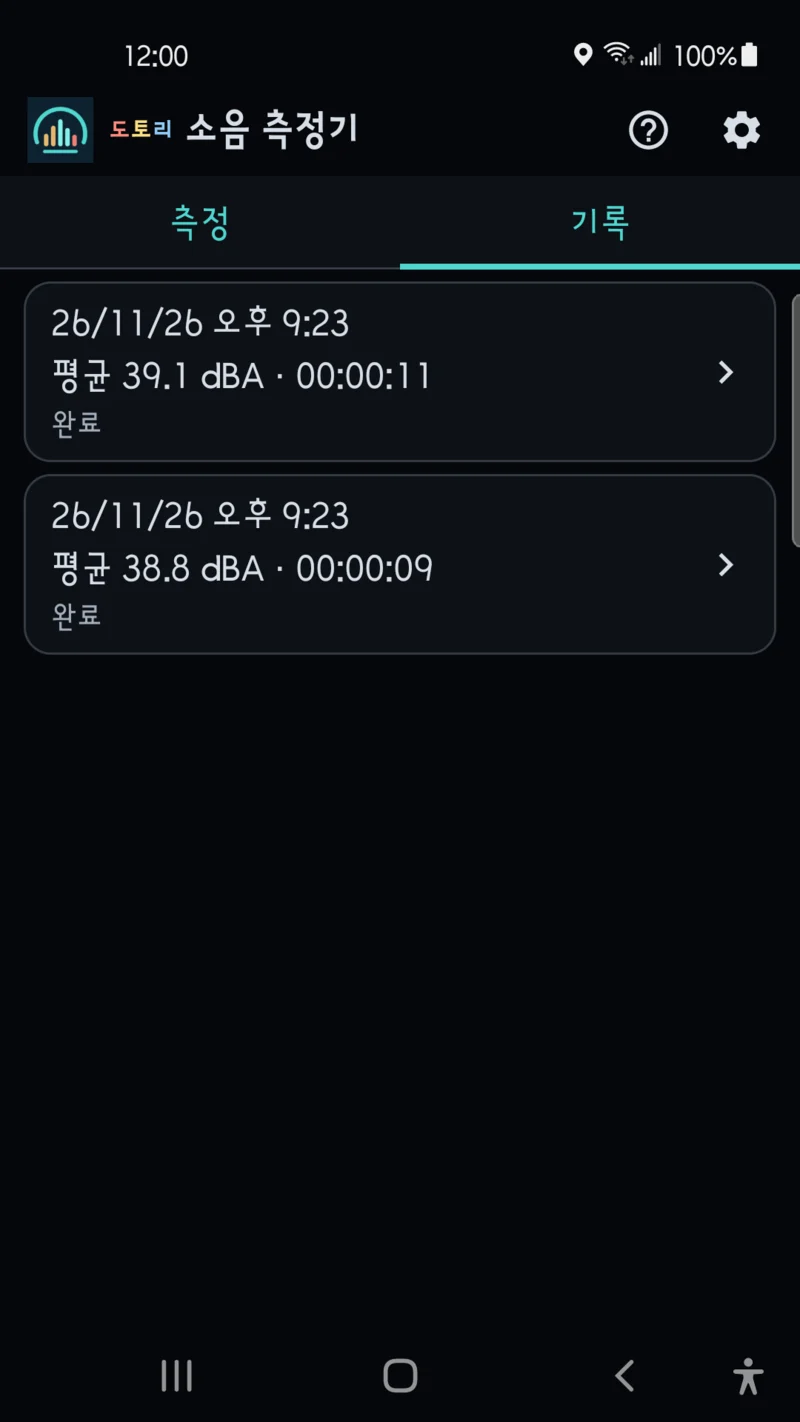 12:00 100%
도토리 소음 측정기
측정 기록
26/11/26 오후 9:23
평균 39.1 dBA · 00:00:11
완료
26/11/26 오후 9:23
평균 38.8 dBA · 00:00:09
완료